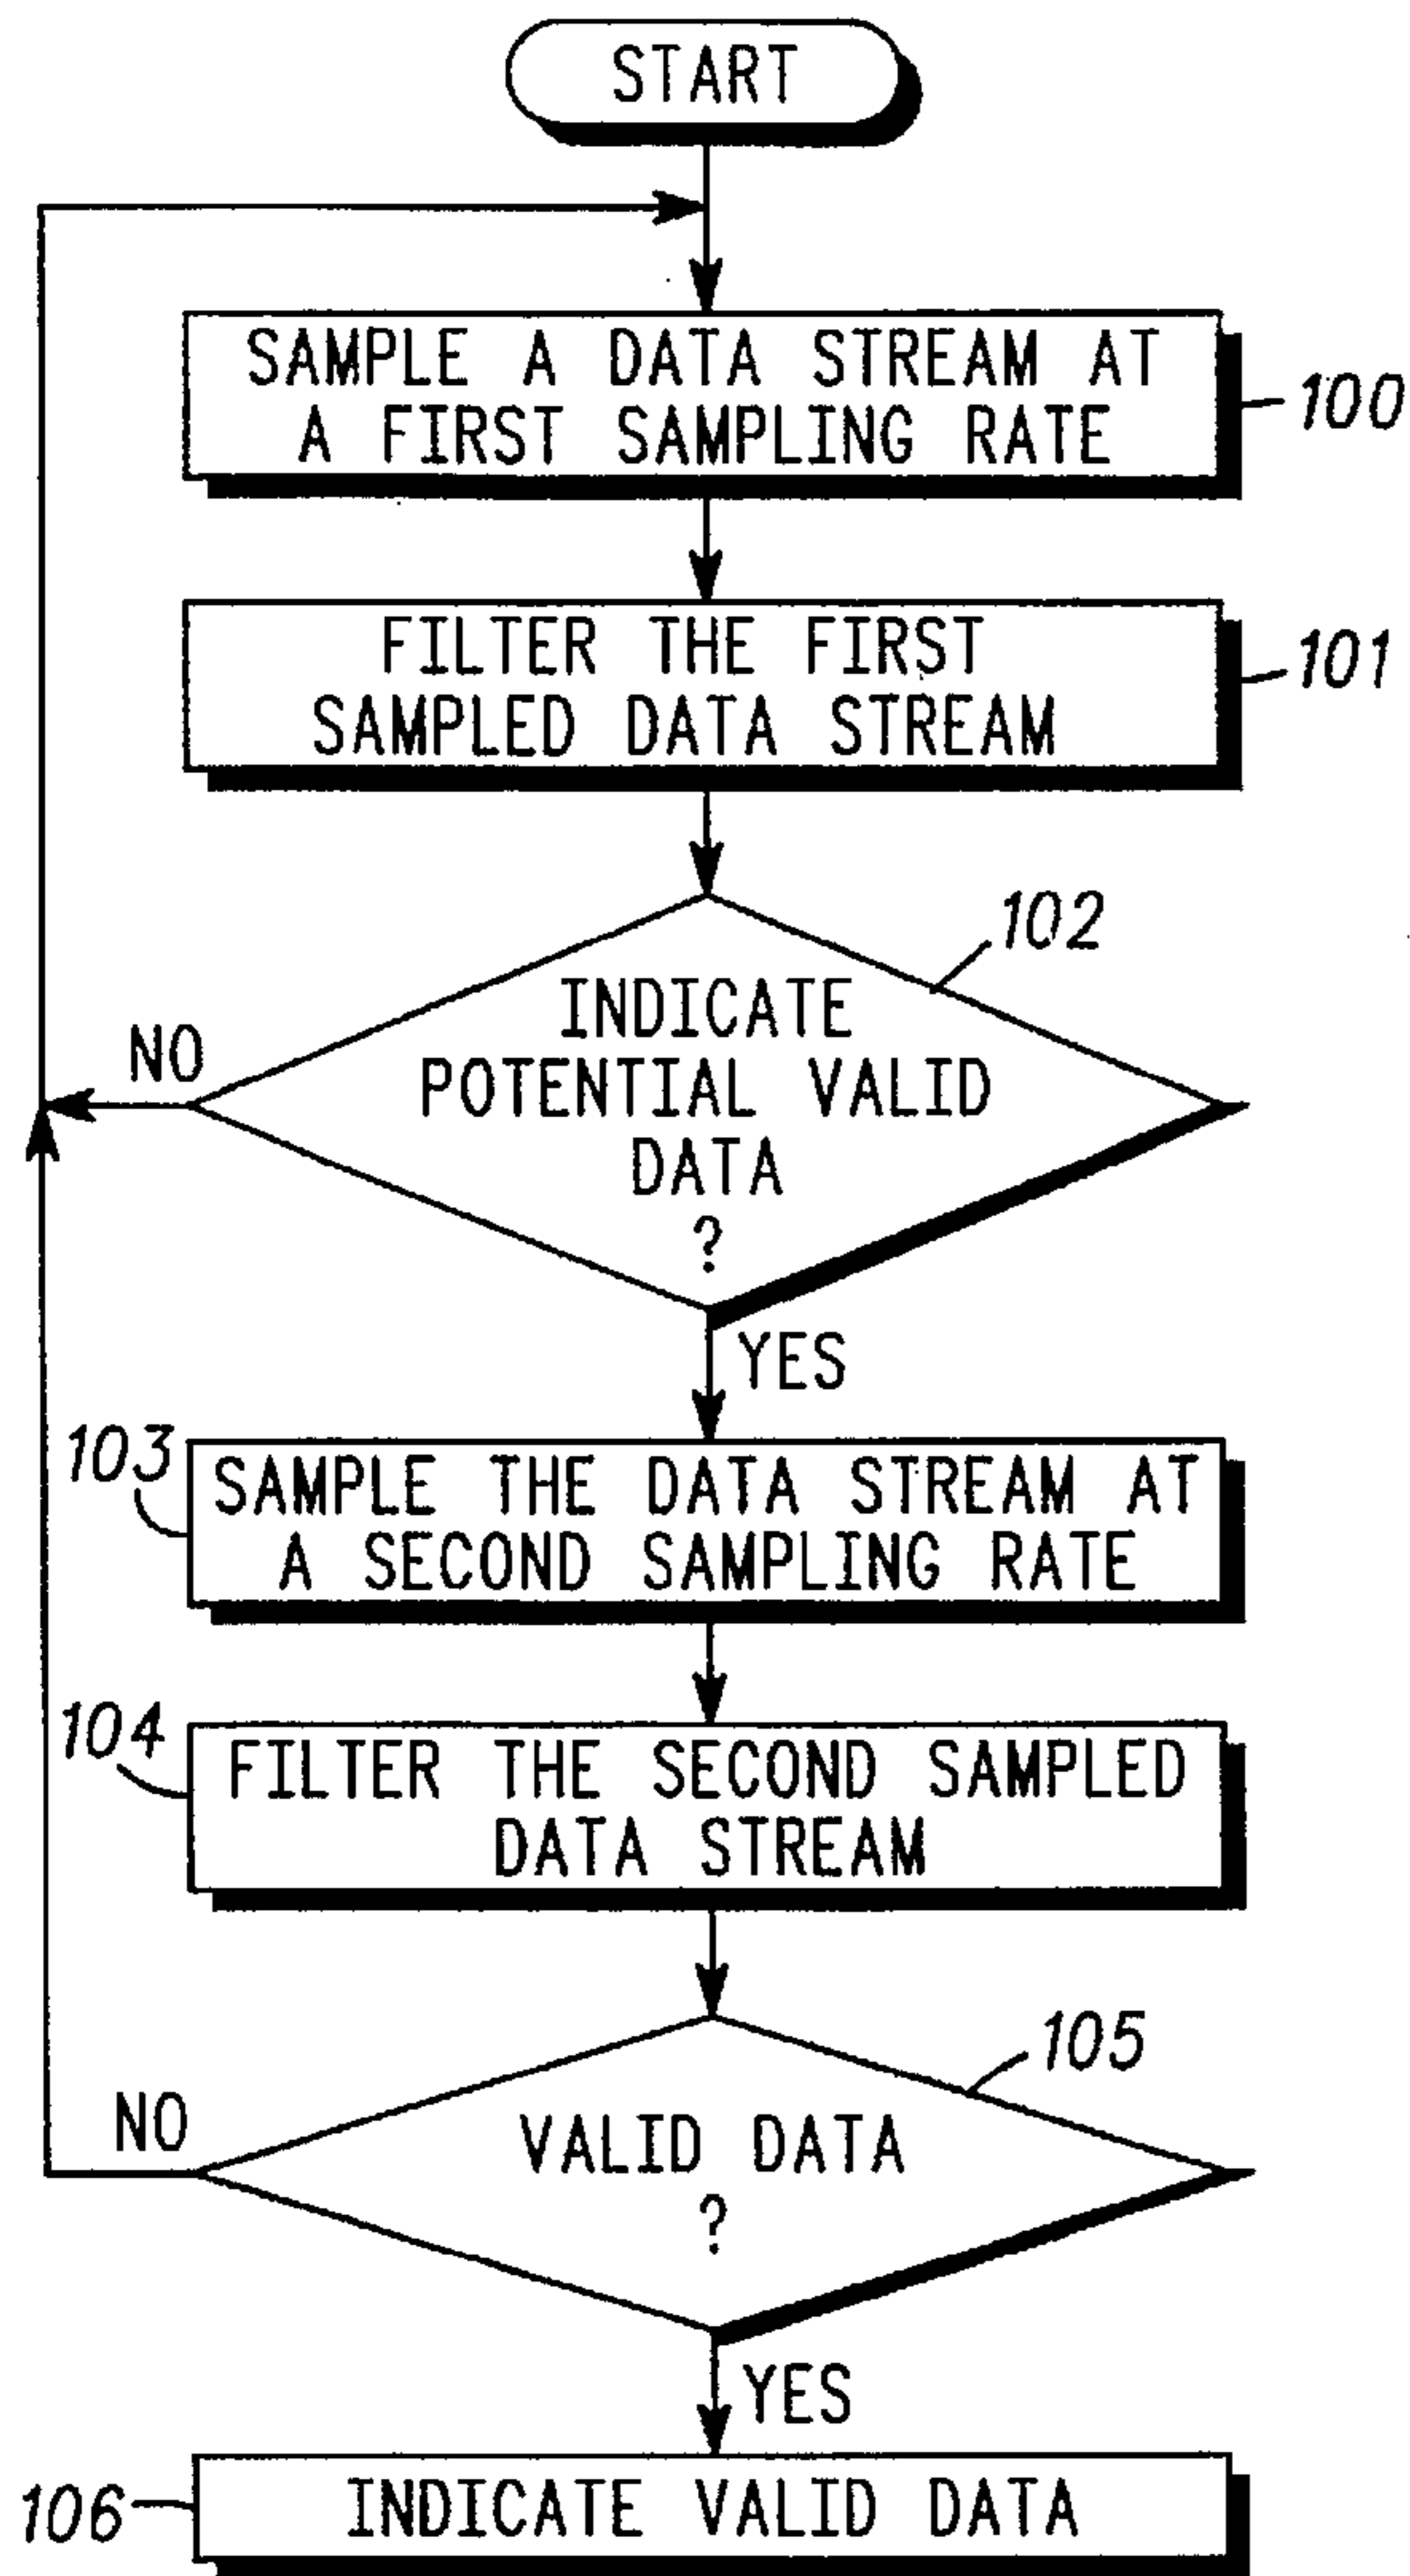 START
SAMPLE A DATA STREAM AT
A FIRST SAMPLING RATE
100
FILTER THE FIRST
SAMPLED DATA STREAM
101
102
INDICATE
POTENTIAL VALID
DATA
?
NO
YES
103
SAMPLE THE DATA STREAM AT
A SECOND SAMPLING RATE
104
FILTER THE SECOND SAMPLED
DATA STREAM
105
VALID DATA
?
NO
YES
106
INDICATE VALID DATA